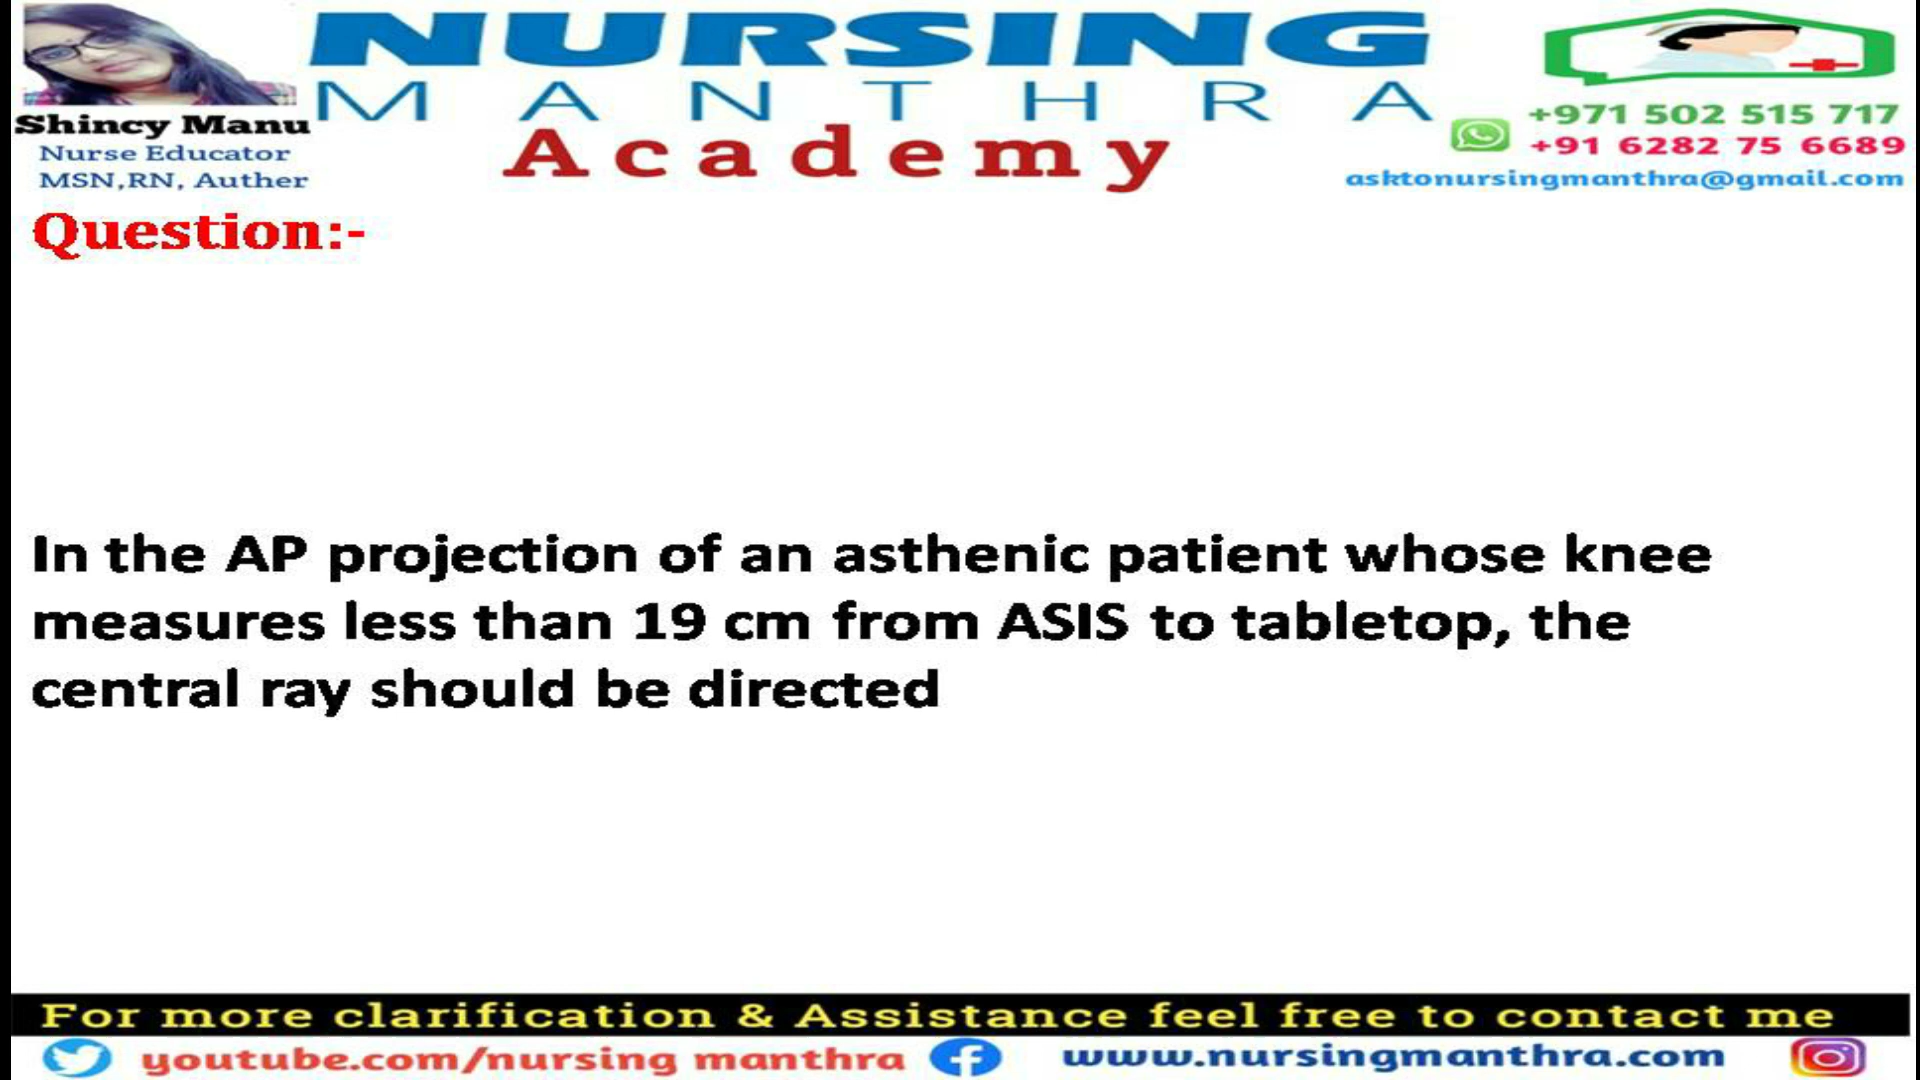 NURSING
MANTHRA
Academy
Shincy Manu
Nurse Educator
MSN,RN, Auther
+971 502 515 717
+91 6282 75 6689
asktonursingmanthra@gmail.com
Question:-
In the AP projection of an asthenic patient whose knee
measures less than 19 cm from ASIS to tabletop, the
central ray should be directed
For more clarification & Assistance feel free to contact me
youtube.com/nursing manthra
www.nursingmanthra.com